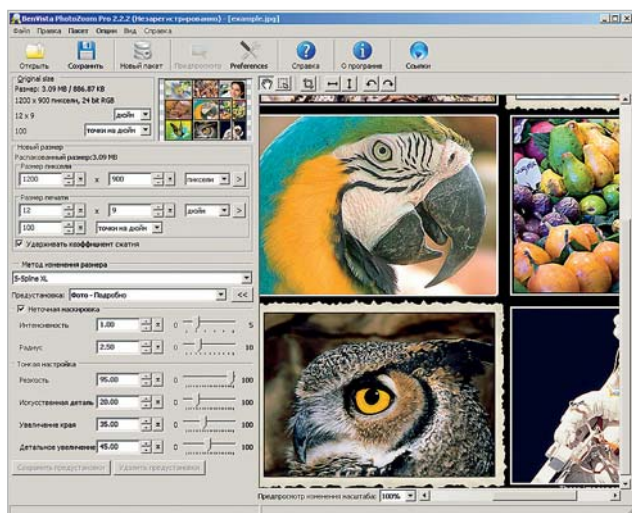 BenVista PhotoZoom Pro 2.2.2 (Незарегистрированно) - [example.jpg]
Файл Правка Пакет Опции Вид Справка
Открыть Сохранить Новый пакет Предпросмотр Preferences Справка О программе Ссылки
Original size
Размер: 3.09 MB / 886.87 KB
1200 x 900 пиксели, 24 bit RGB
12 x 9 дюйм
100 точки на дюйм
Новый размер
Распакованный размер:3.09 MB
Размер пиксели
1200 x 900 пиксели >
Размер печати
12 x 9 дюйм >
100 точки на дюйм
Удерживать коэффициент сжатия
Метод изменения размера
S-Spline XL
Предустановка: Фото - Подробно <<
Неточная маскировка
Интенсивность 1.00 0 5
Радиус 2.50 0 10
Тонкая настройка
Резкость 95.00 0 100
Искуственная деталь 20.00 0 100
Увеличение края 35.00 0 100
Детальное увеличение 45.00 0 100
Сохранить предустановки Удалить предустановки
Предпросмотр изменения масштаба: 100%